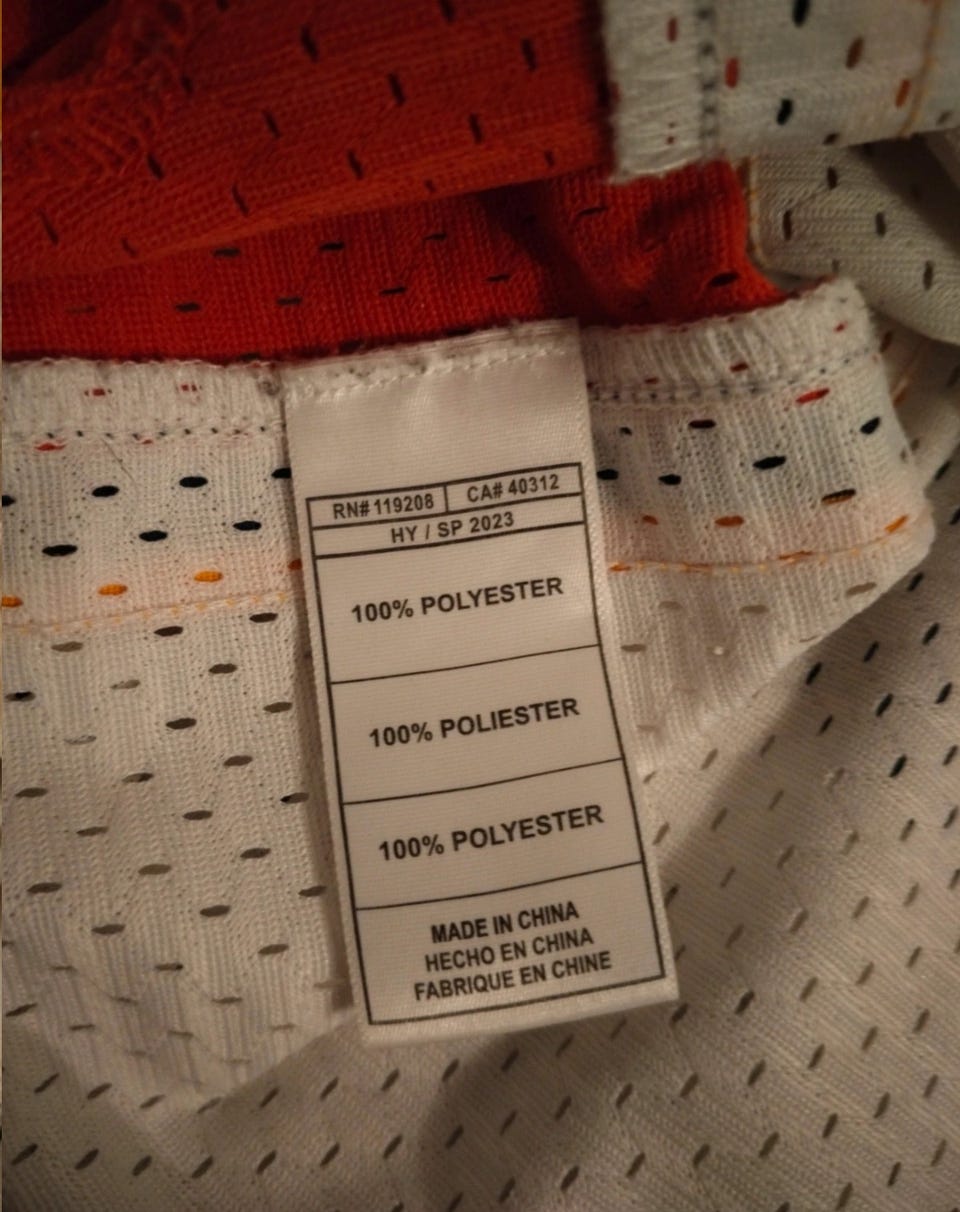 RN# 119208 CA# 40312
HY / SP 2023
100% POLYESTER
100% POLIESTER
100% POLYESTER
MADE IN CHINA
HECHO EN CHINA
FABRIQUE EN CHINE